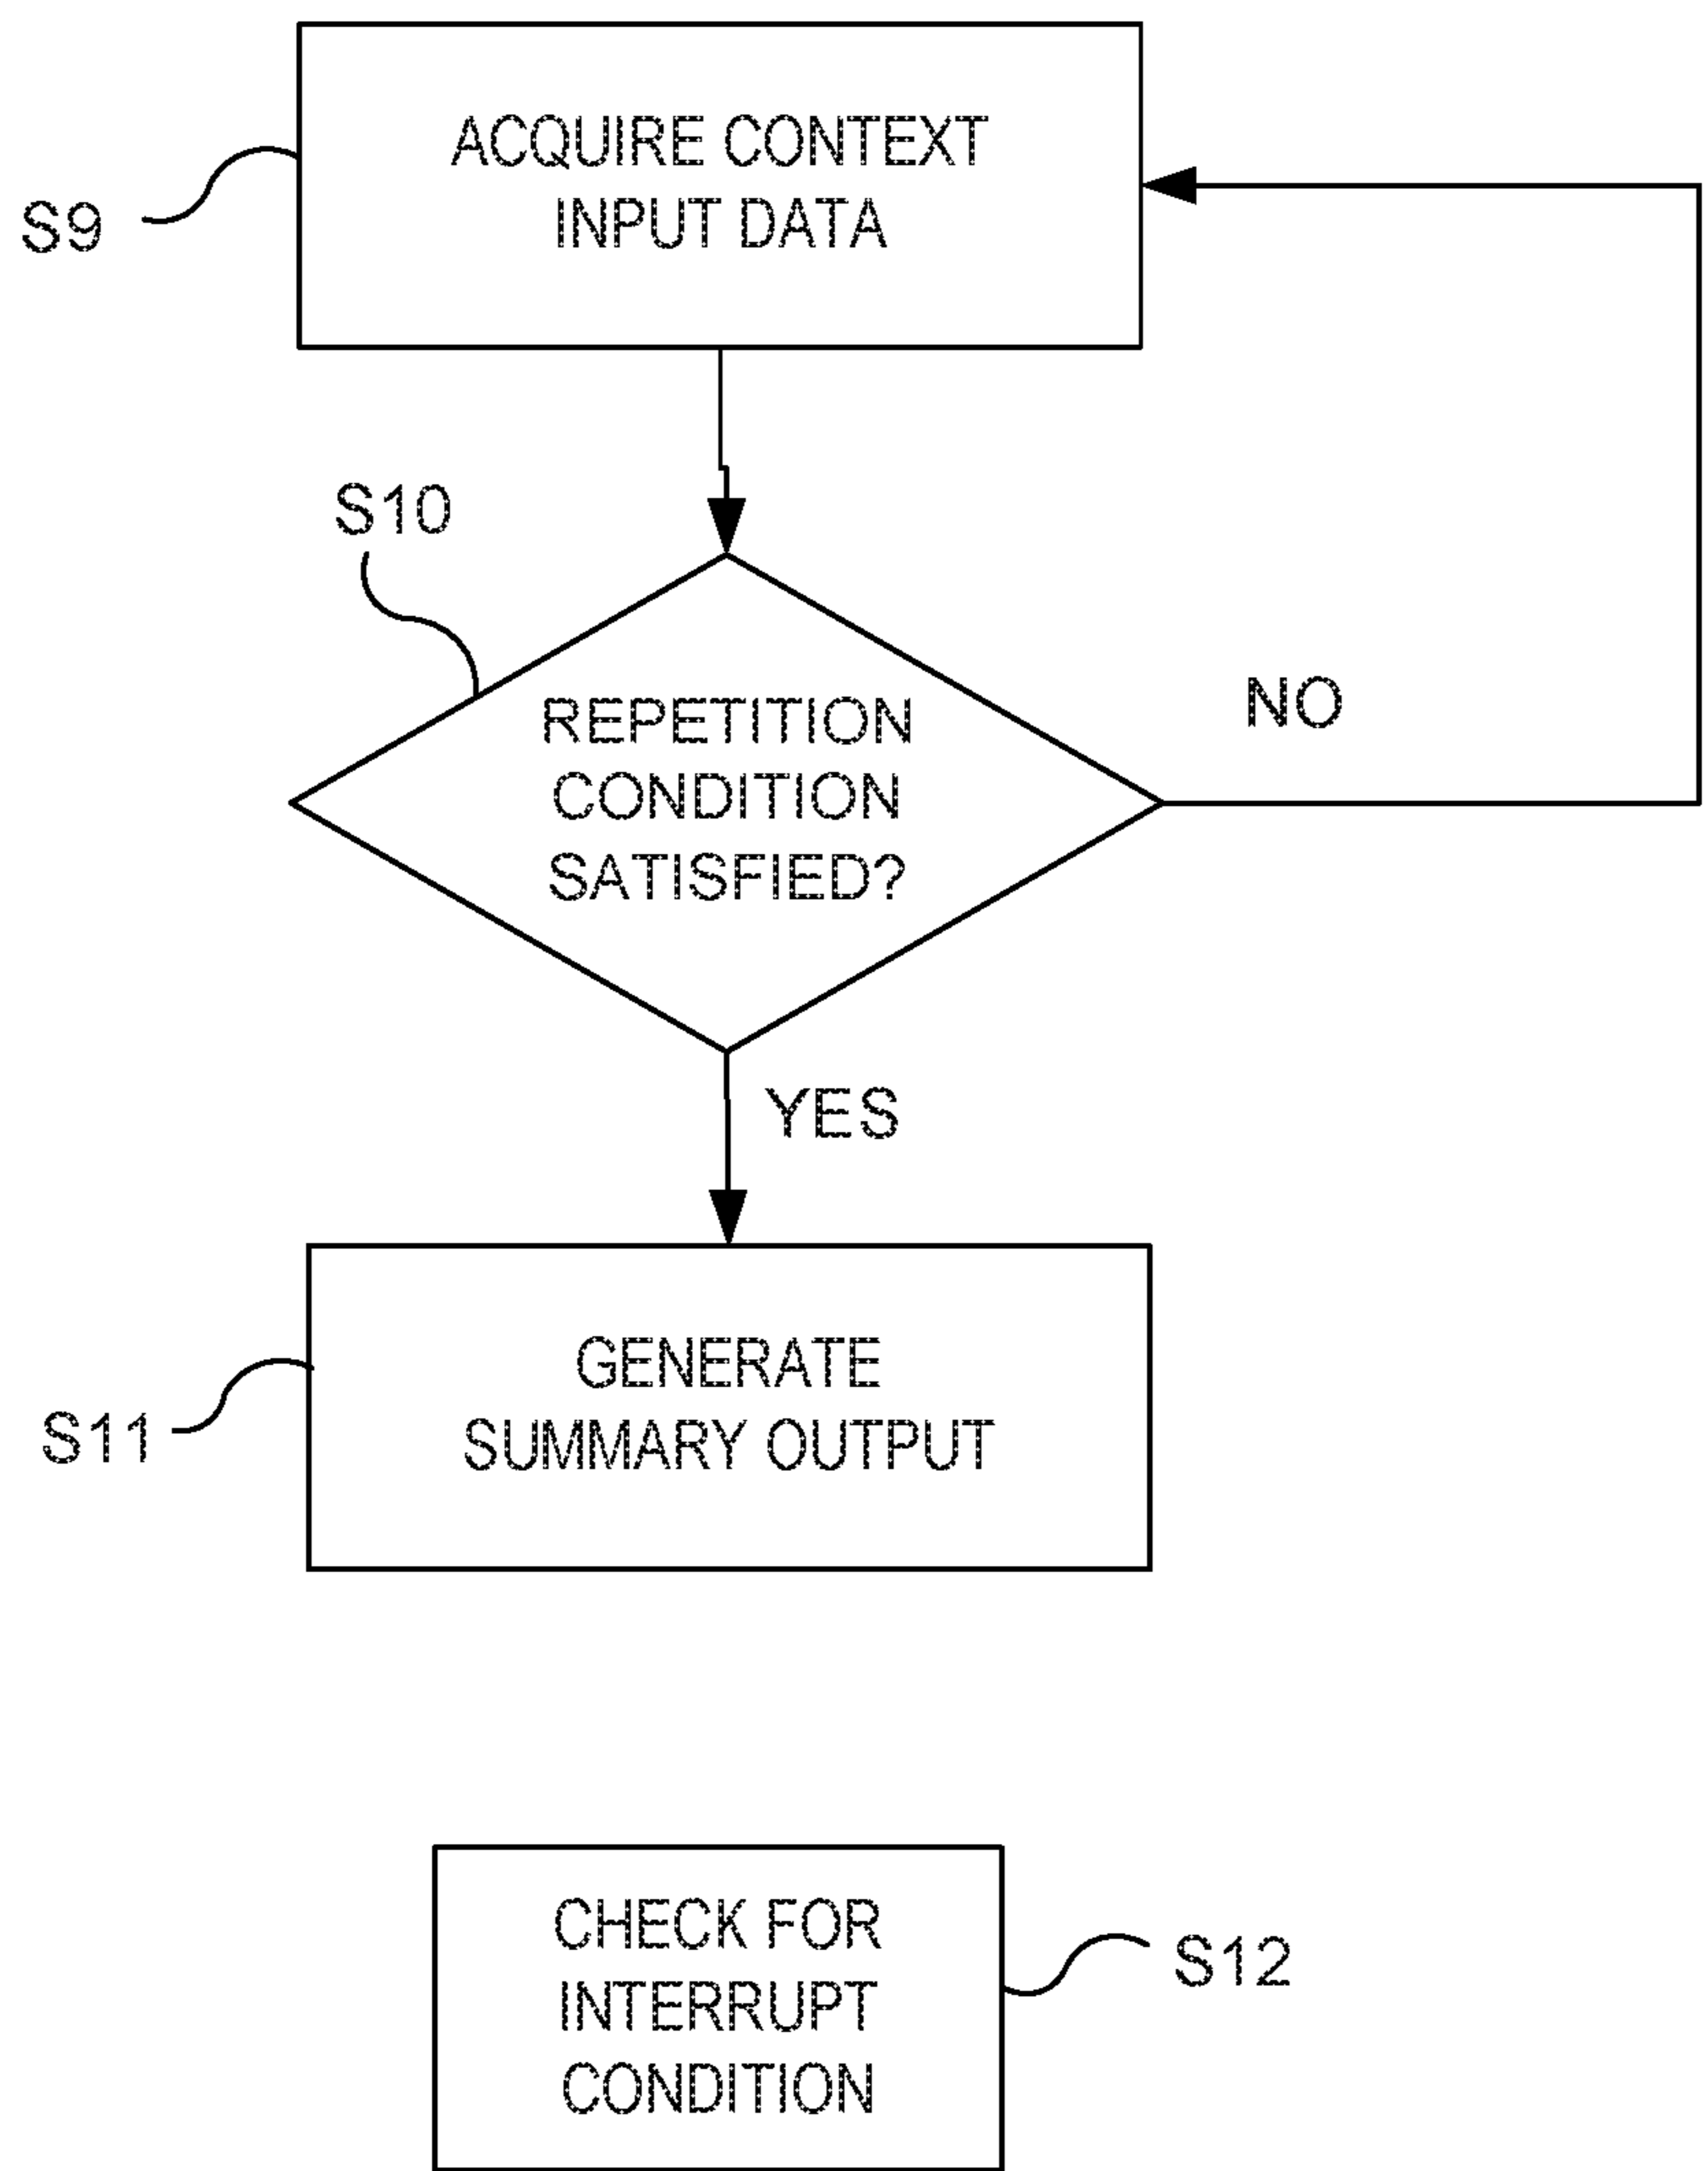 ACQUIRE CONTEXT
INPUT DATA
S9
S10
REPETITION
CONDITION
SATISFIED?
NO
YES
GENERATE
SUMMARY OUTPUT
S11
CHECK FOR
INTERRUPT
CONDITION
S12